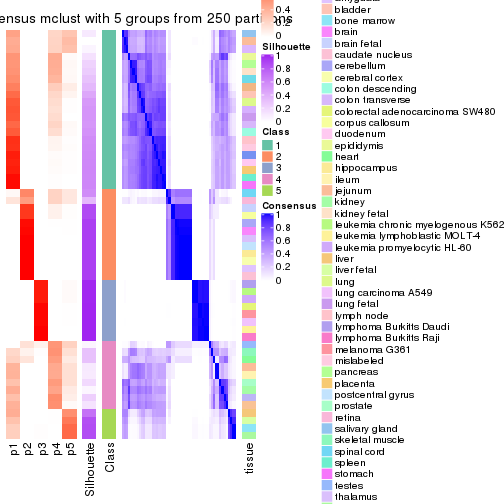 ensus mclust with 5 groups from 250 partitions
0.4
0.2
0
Silhouette
1
0.8
0.6
0.4
0.2
0
Class
1
2
3
4
5
Consensus
1
0.8
0.6
0.4
0.2
0
bladder
bone marrow
brain
brain fetal
caudate nucleus
cerebellum
cerebral cortex
colon descending
colon transverse
colorectal adenocarcinoma SW480
corpus callosum
duodenum
epididymis
heart
hippocampus
ileum
jejunum
kidney
kidney fetal
leukemia chronic myelogenous K562
leukemia lymphoblastic MOLT-4
leukemia promyelocytic HL-60
liver
liver fetal
lung
lung carcinoma A549
lung fetal
lymph node
lymphoma Burkitts Daudi
lymphoma Burkitts Raji
melanoma G361
mislabeled
pancreas
placenta
postcentral gyrus
prostate
retina
salivary gland
skeletal muscle
spinal cord
spleen
stomach
testes
thalamus
p1
p2
p3
p4
p5
Silhouette
Class
tissue